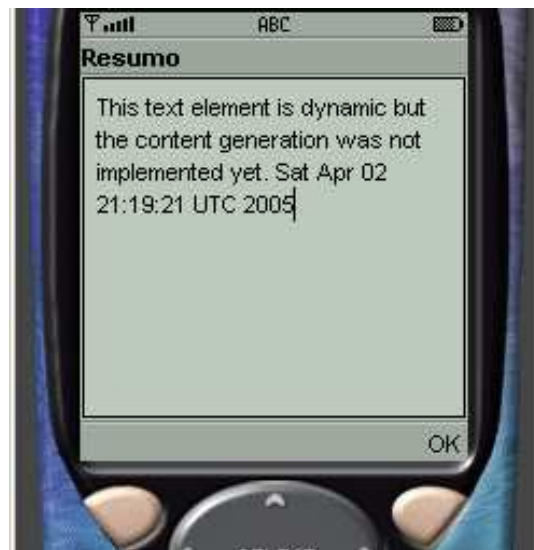 ABC
Resumo
This text element is dynamic but
the content generation was not
implemented yet. Sat Apr 02
21:19:21 UTC 2005
OK